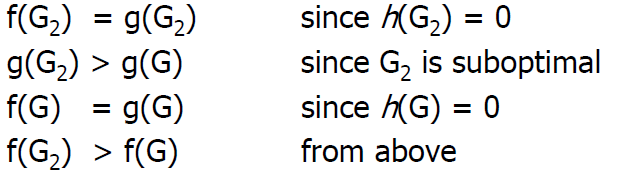 f(G₂) = g(G₂) since h(G₂) = 0
g(G₂) > g(G) since G₂ is suboptimal
f(G) = g(G) since h(G) = 0
f(G₂) > f(G) from above